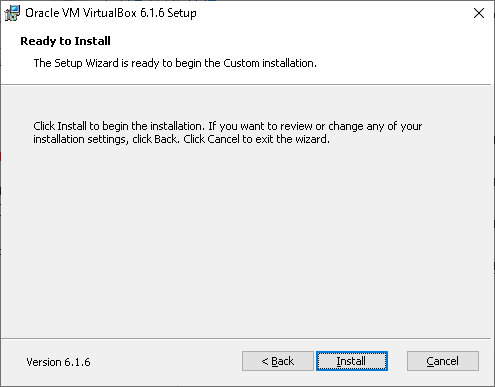 Oracle VM VirtualBox 6.1.6 Setup
Ready to Install
The Setup Wizard is ready to begin the Custom installation.
Click Install to begin the installation. If you want to review or change any of your
installation settings, click Back. Click Cancel to exit the wizard.
Version 6.1.6
< Back
Install
Cancel